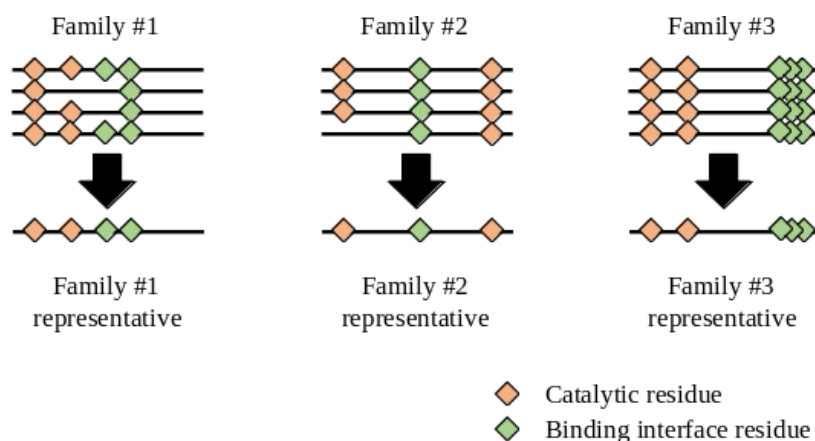 Family #1
Family #2
Family #3
Family #1
representative
Family #2
representative
Family #3
representative
Catalytic residue
Binding interface residue